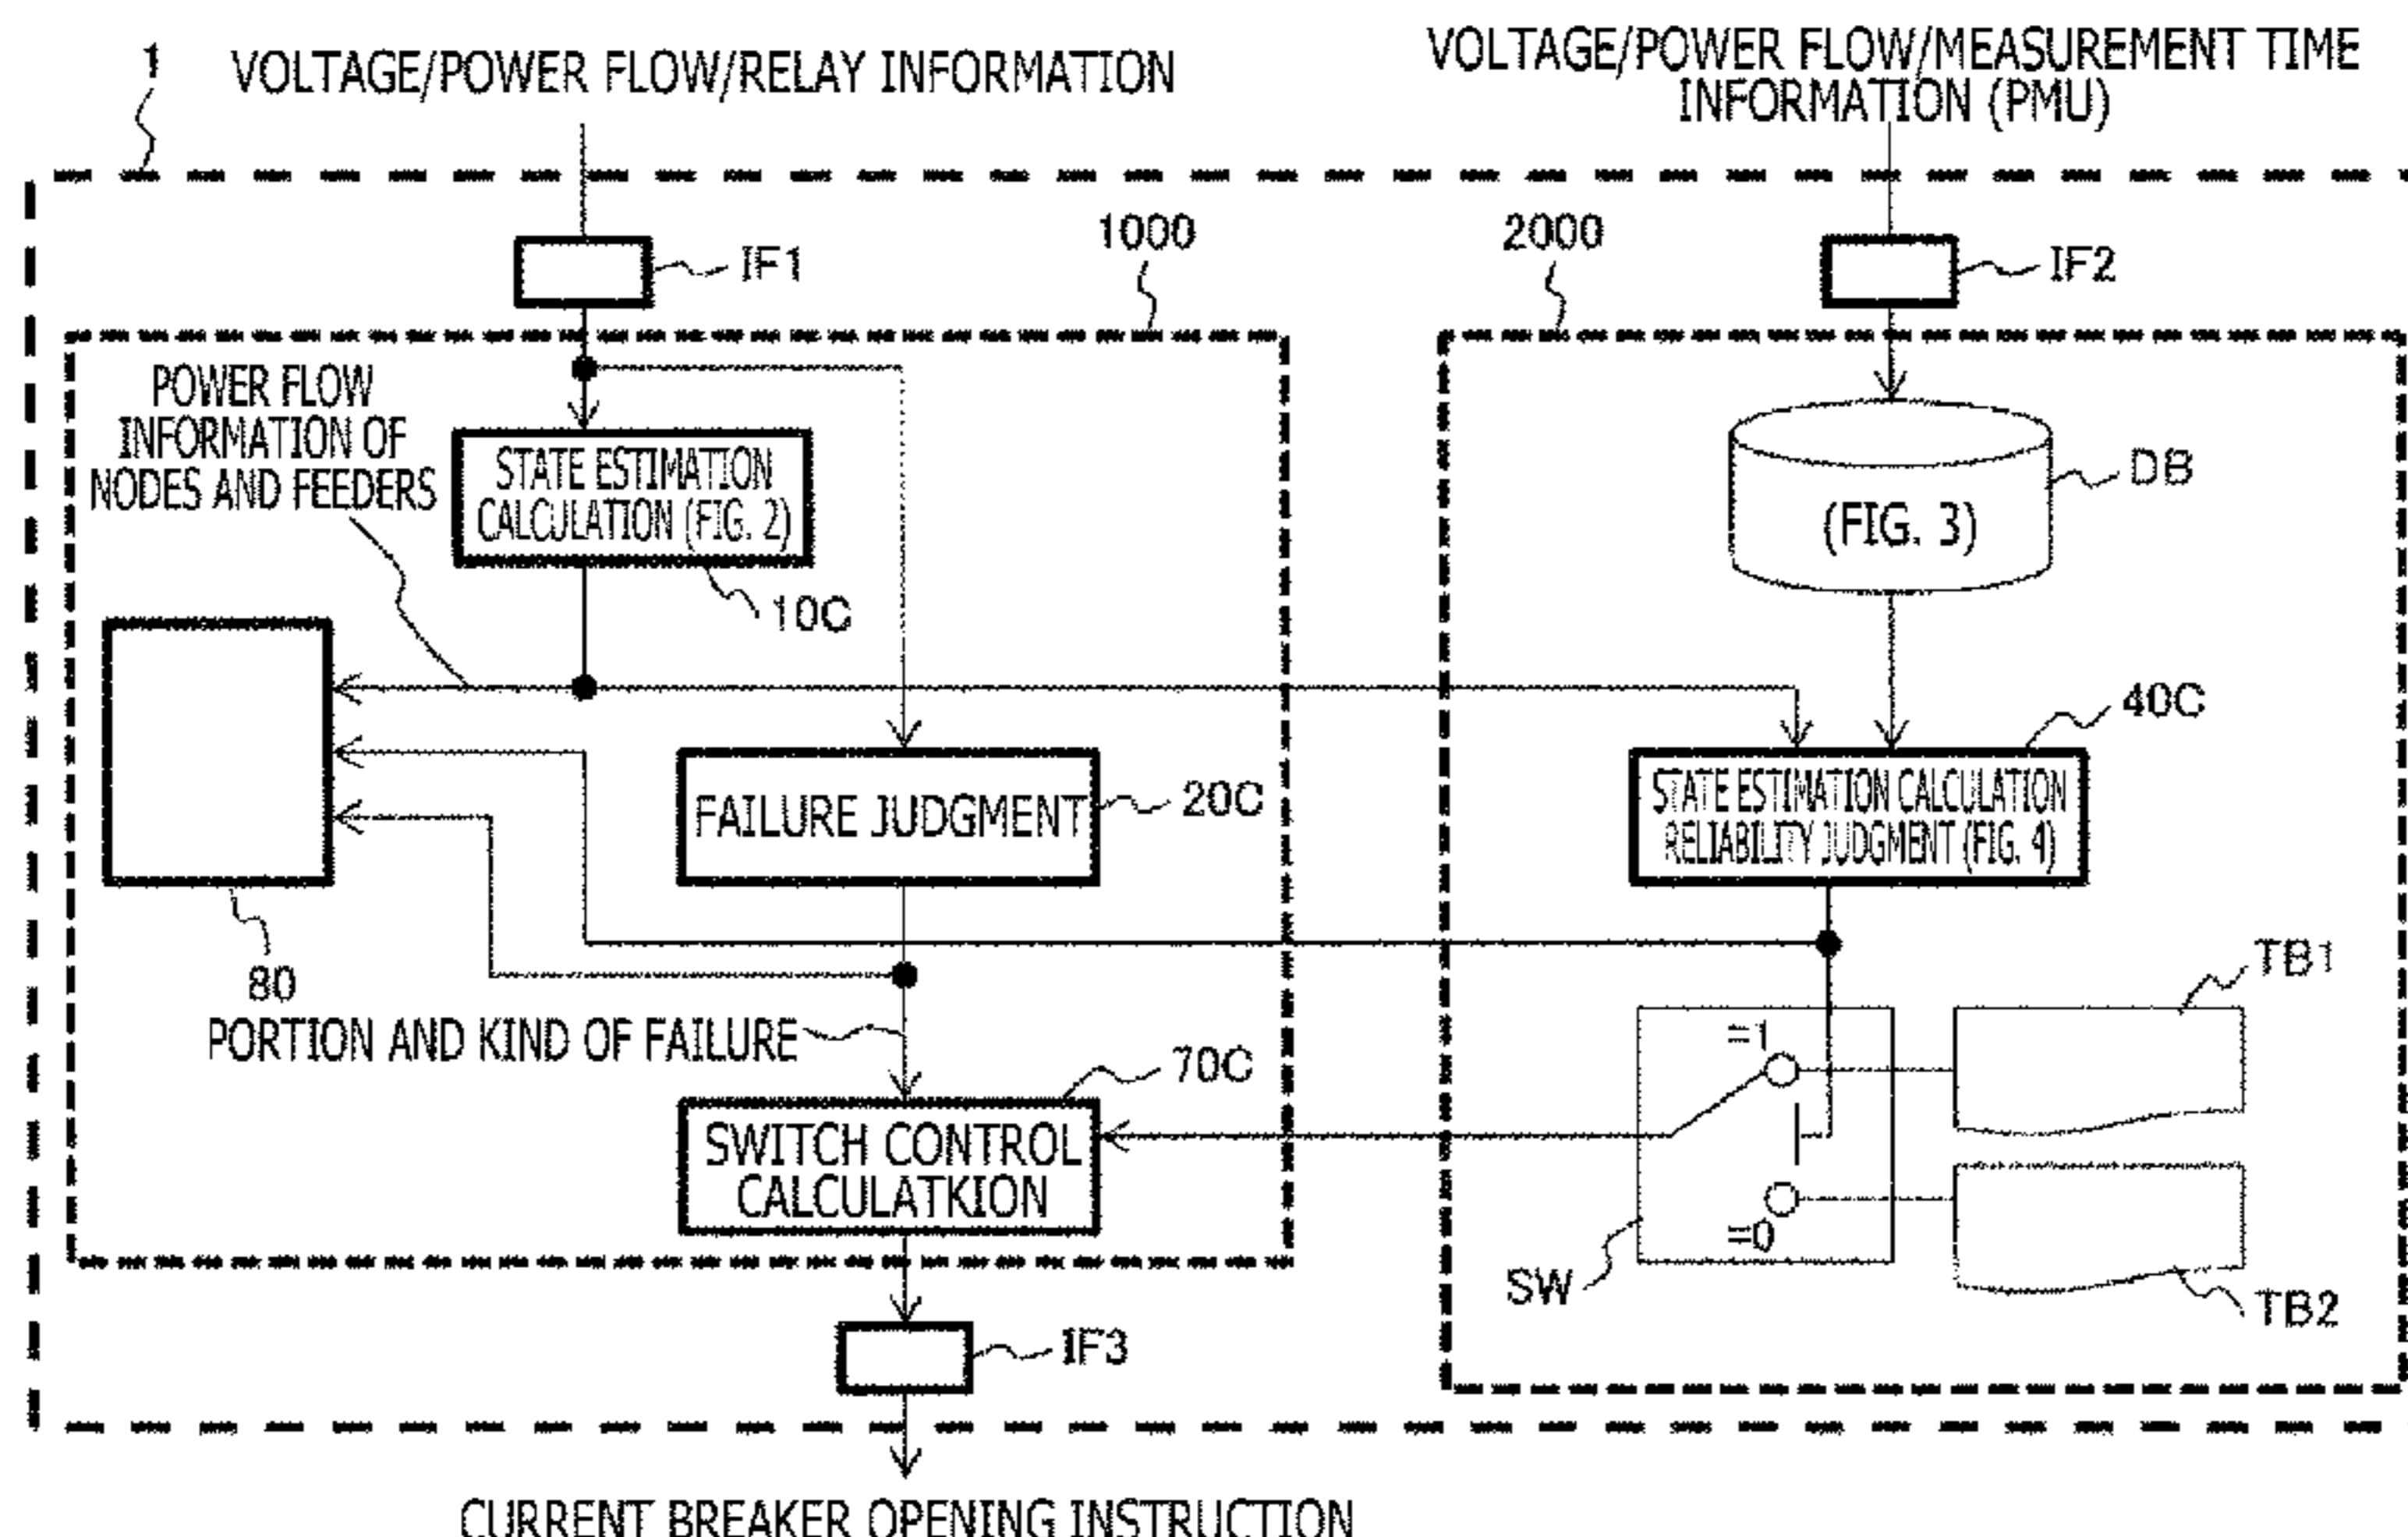 1
VOLTAGE/POWER FLOW/RELAY INFORMATION
VOLTAGE/POWER FLOW/MEASUREMENT TIME
INFORMATION (PMU)
1000
2000
IF1
IF2
POWER FLOW
INFORMATION OF
NODES AND FEEDERS
STATE ESTIMATION
CALCULATION (FIG. 2)
10C
DB
(FIG. 3)
40C
FAILURE JUDGMENT
20C
STATE ESTIMATION CALCULATION
RELIABILITY JUDGMENT (FIG. 4)
80
TB1
PORTION AND KIND OF FAILURE
=1
70C
SWITCH CONTROL
CALCULATKION
=0
SW
TB2
IF3
CURRENT BREAKER OPENING INSTRUCTION